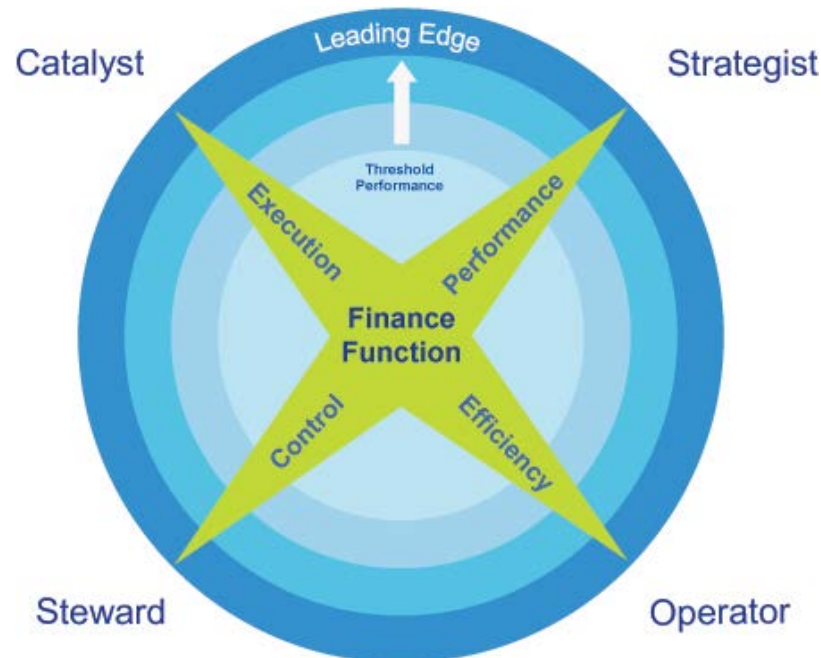 Leading Edge
Catalyst
Strategist
Threshold
Performance
Execution
Performance
Finance
Function
Control
Efficiency
Steward
Operator